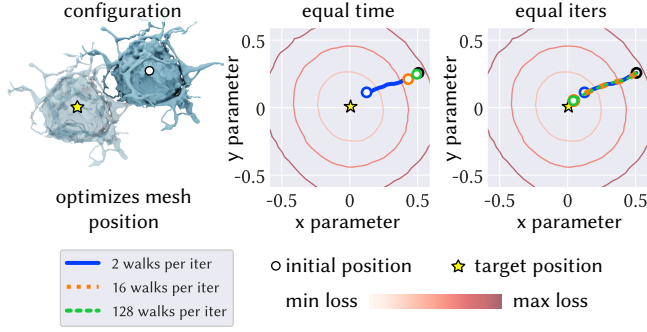 configuration
equal time
equal iters
0.5
0
-0.5
y parameter
-0.5
0
0.5
x parameter
0.5
0
-0.5
y parameter
-0.5
0
0.5
x parameter
optimizes mesh
position
2 walks per iter
16 walks per iter
128 walks per iter
initial position
target position
min loss
max loss